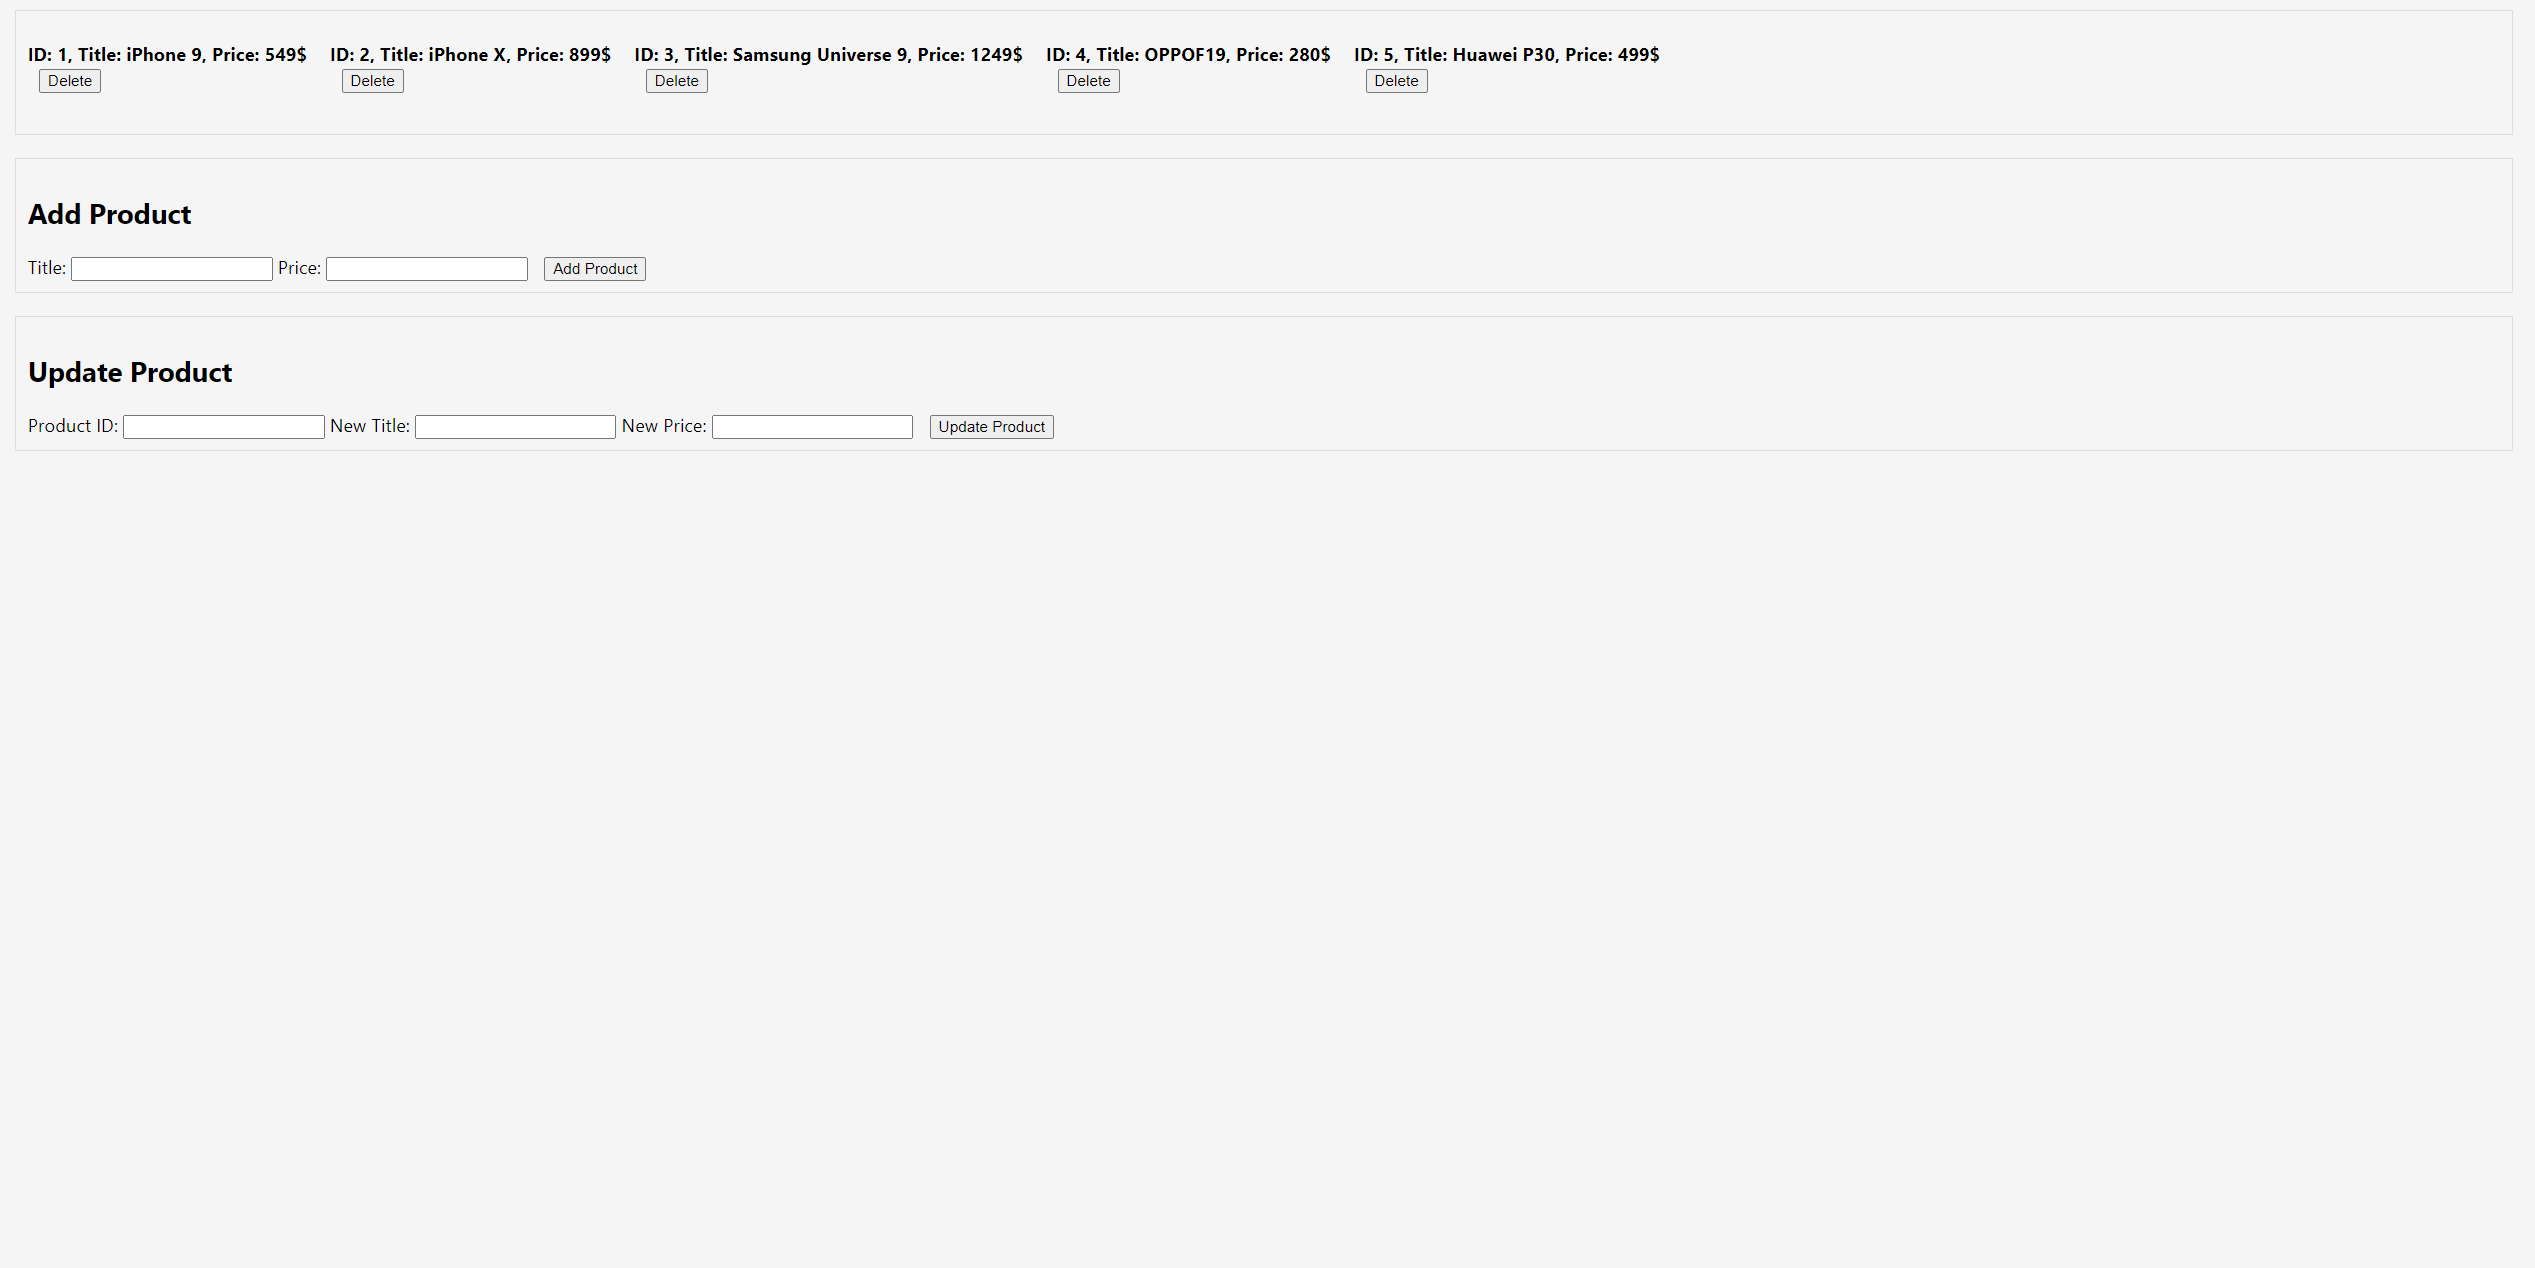 ID: 1, Title: iPhone 9, Price: 549$ ID: 2, Title: iPhone X, Price: 899$ ID: 3, Title: Samsung Universe 9, Price: 1249$ ID: 4, Title: OPPOF19, Price: 280$ ID: 5, Title: Huawei P30, Price: 499$
Delete Delete Delete Delete Delete
Add Product
Title: Price: Add Product
Update Product
Product ID: New Title: New Price: Update Product